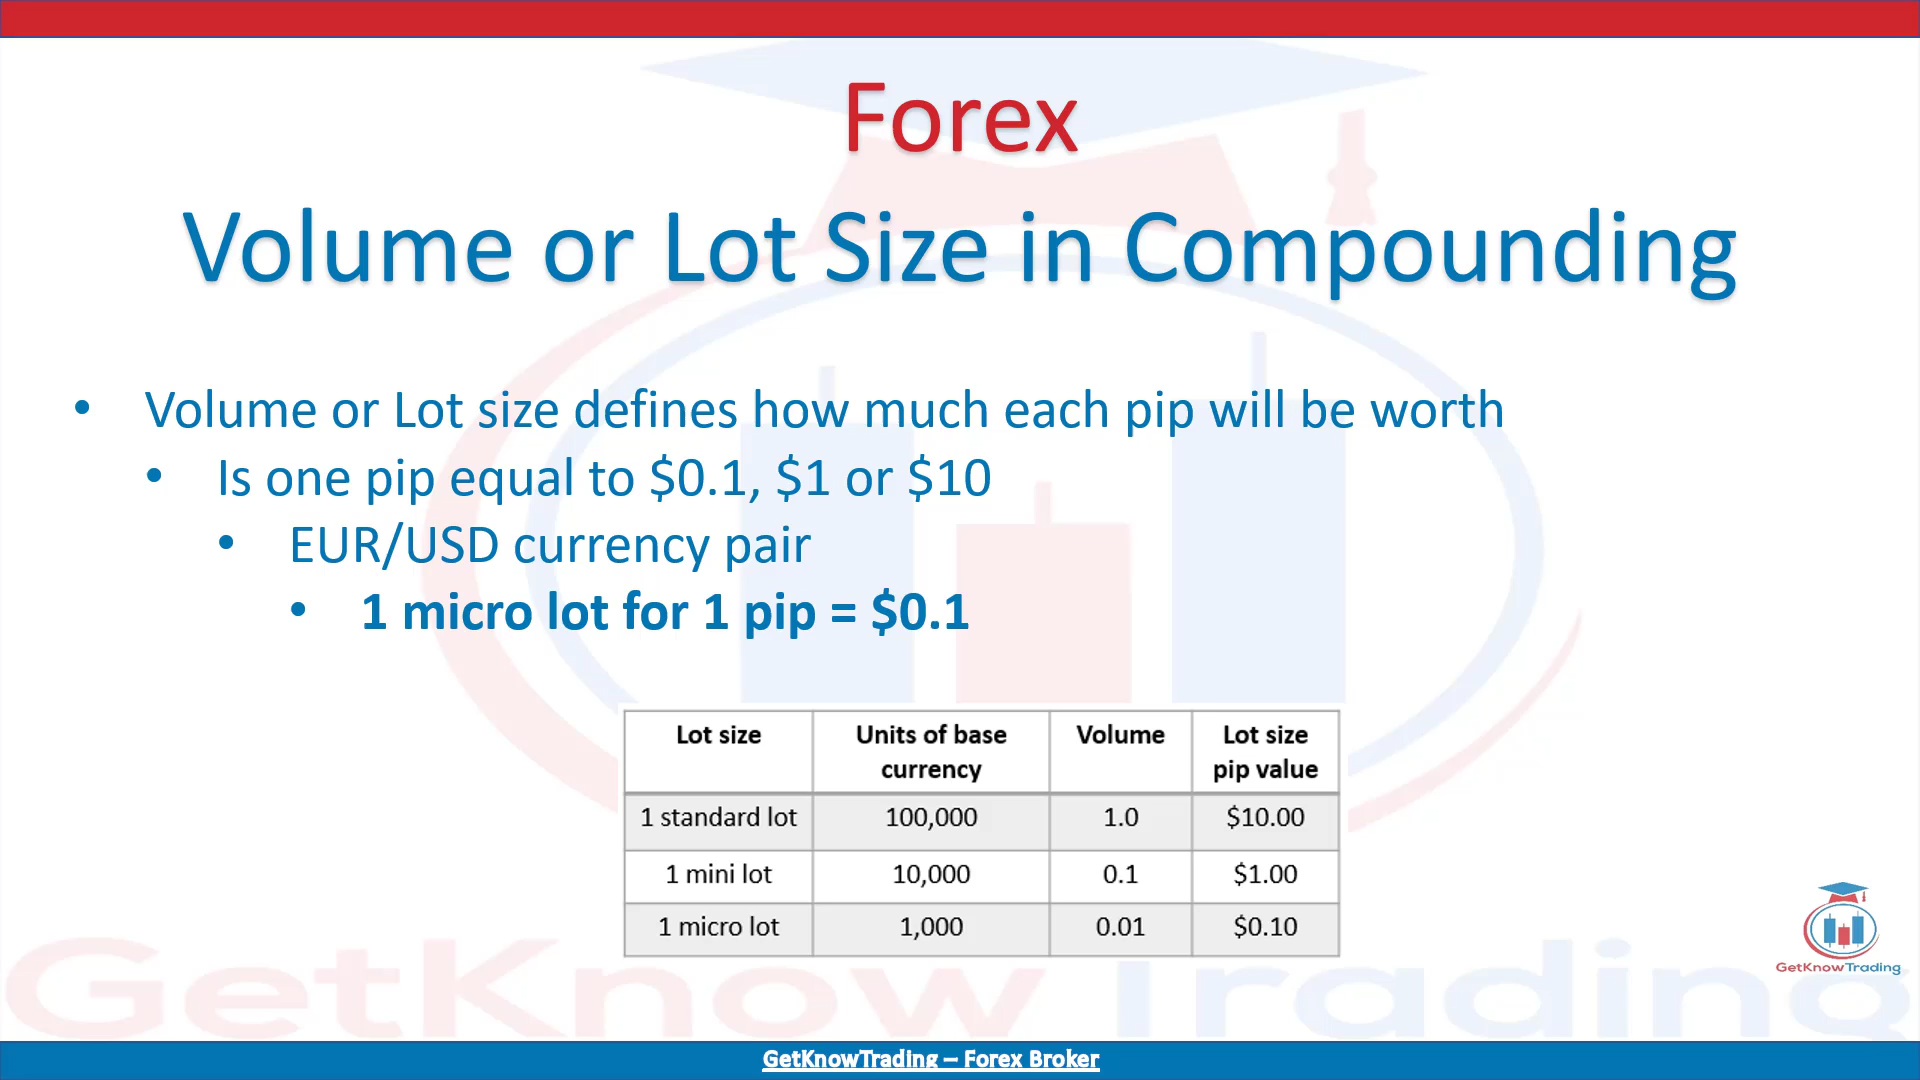 Forex
Volume or Lot Size in Compounding
• Volume or Lot size defines how much each pip will be worth
• Is one pip equal to $0.1, $1 or $10
• EUR/USD currency pair
• 1 micro lot for 1 pip = $0.1
Lot size Units of base currency Volume Lot size pip value
1 standard lot 100,000 1.0 $10.00
1 mini lot 10,000 0.1 $1.00
1 micro lot 1,000 0.01 $0.10
GetKnowTrading
GetKnow Trading
GetKnowTrading – Forex Broker